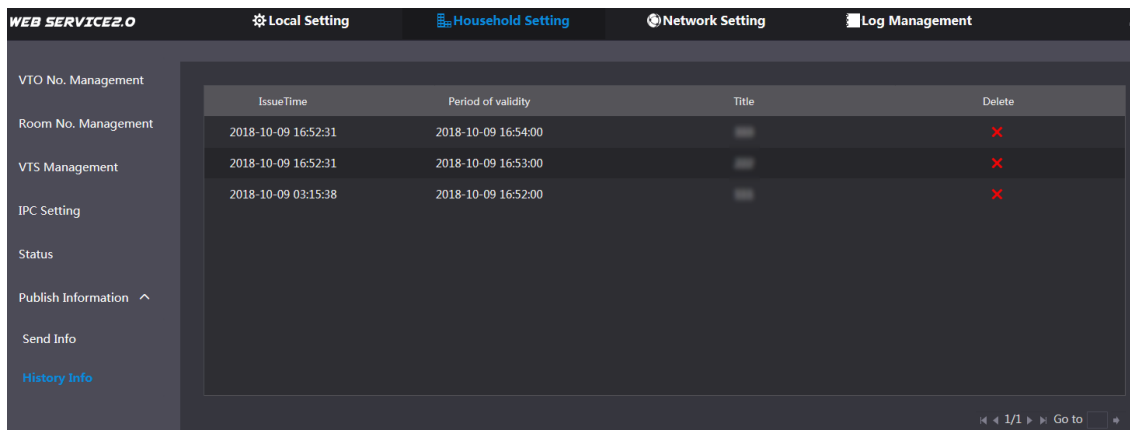 WEB SERVICE2.0 Local Setting Household Setting Network Setting Log Management
VTO No. Management
Room No. Management
VTS Management
IPC Setting
Status
Publish Information
Send Info
History Info
IssueTime Period of validity Title Delete
2018-10-09 16:52:31 2018-10-09 16:54:00
2018-10-09 16:52:31 2018-10-09 16:53:00
2018-10-09 03:15:38 2018-10-09 16:52:00
1/1 Go to